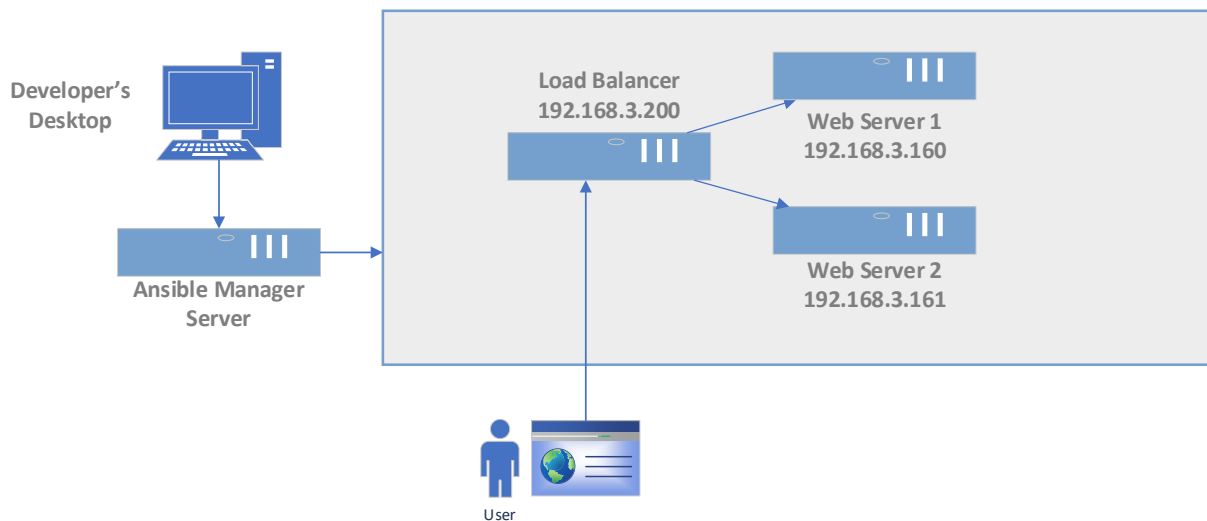 Developer's
Desktop
Ansible Manager
Server
Load Balancer
192.168.3.200
Web Server 1
192.168.3.160
Web Server 2
192.168.3.161
User